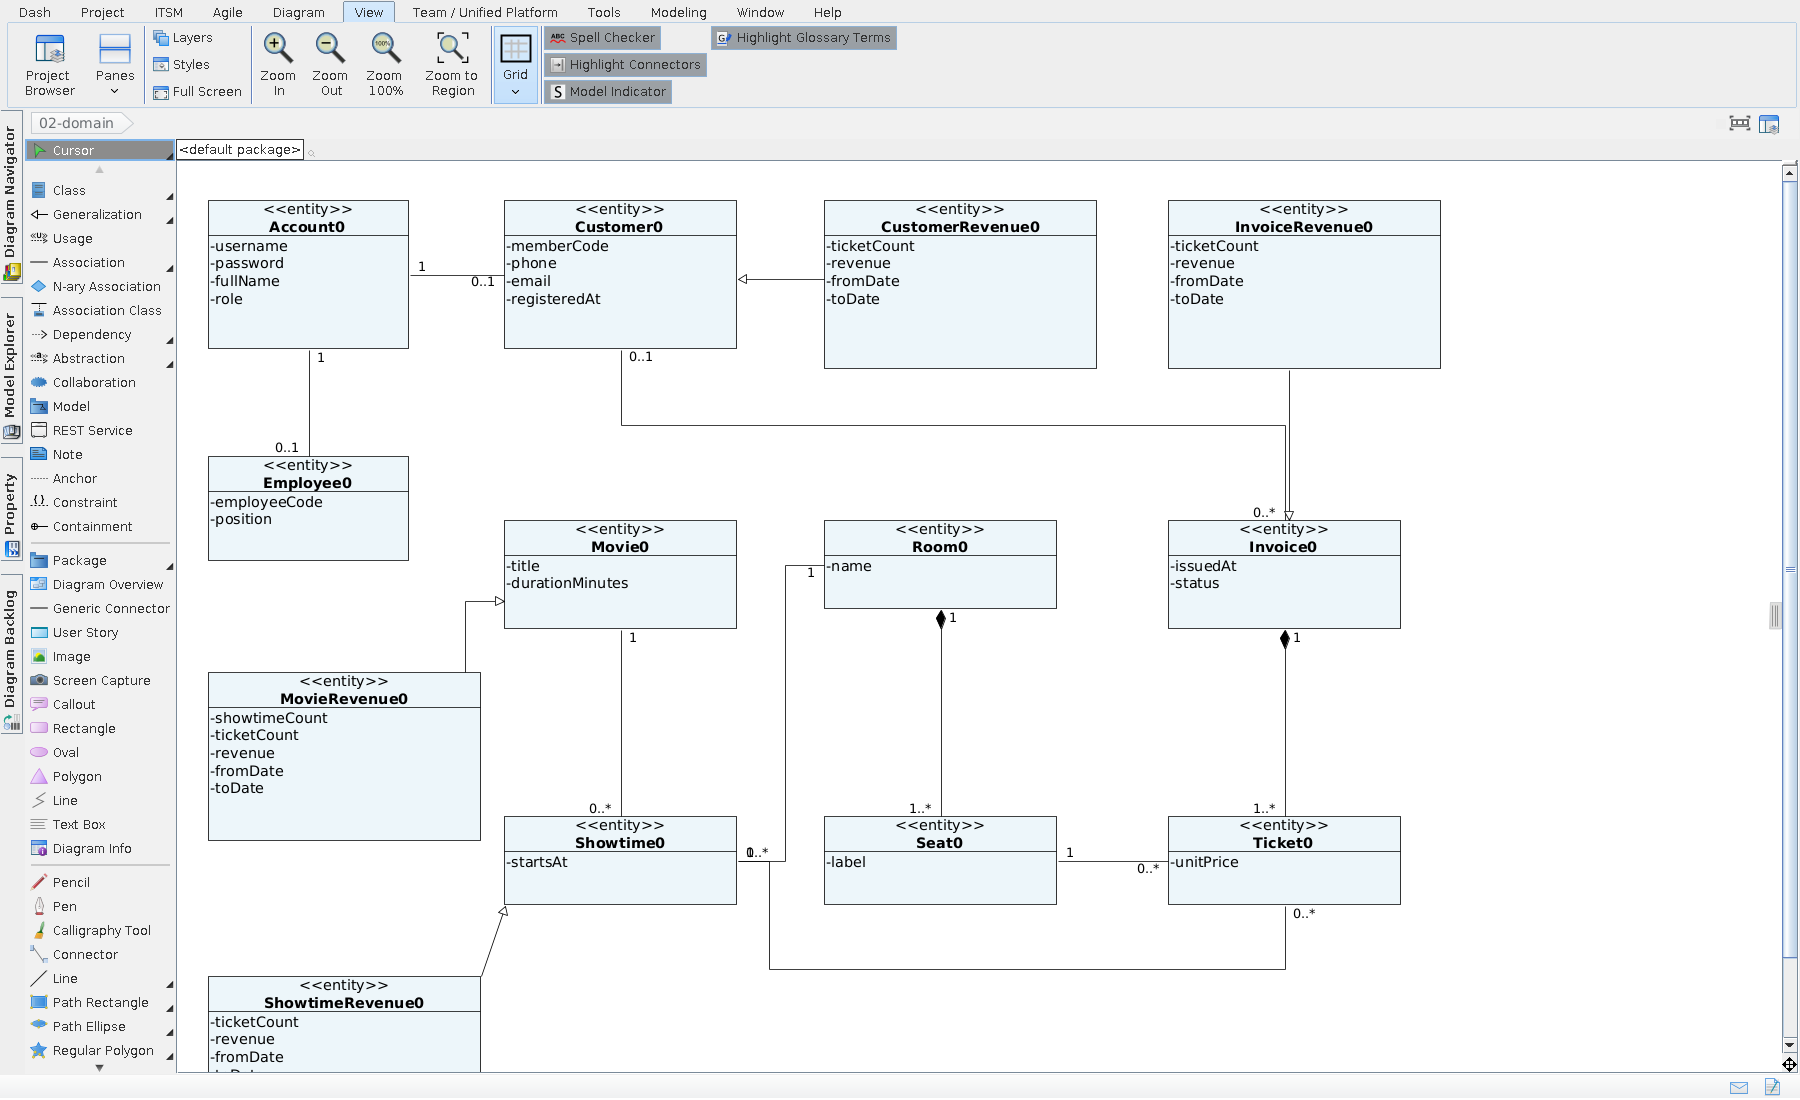 Dash Project ITSM Agile Diagram View Team / Unified Platform Tools Modeling Window Help
Project Browser
Panes
Layers
Styles
Full Screen
Zoom In
Zoom Out
100%
Zoom 100%
Zoom to Region
Grid
ABC Spell Checker
Highlight Connectors
S Model Indicator
Highlight Glossary Terms
02-domain
Diagram Navigator
Model Explorer
Property
Diagram Backlog
Cursor
Class
Generalization
Usage
Association
N-ary Association
Association Class
Dependency
Abstraction
Collaboration
Model
REST Service
Note
Anchor
Constraint
Containment
Package
Diagram Overview
Generic Connector
User Story
Image
Screen Capture
Callout
Rectangle
Oval
Polygon
Line
Text Box
Diagram Info
Pencil
Pen
Calligraphy Tool
Connector
Line
Path Rectangle
Path Ellipse
Regular Polygon
<default package>
<<entity>>
Account0
-username
-password
-fullName
-role
1
0..1
<<entity>>
Customer0
-memberCode
-phone
-email
-registeredAt
<<entity>>
CustomerRevenue0
-ticketCount
-revenue
-fromDate
-toDate
<<entity>>
InvoiceRevenue0
-ticketCount
-revenue
-fromDate
-toDate
1
0..1
0..1
0..*
<<entity>>
Employee0
-employeeCode
-position
<<entity>>
Movie0
-title
-durationMinutes
1
<<entity>>
Room0
-name
1
<<entity>>
Invoice0
-issuedAt
-status
1
1
<<entity>>
MovieRevenue0
-showtimeCount
-ticketCount
-revenue
-fromDate
-toDate
0..*
1..*
1..*
<<entity>>
Showtime0
-startsAt
0..*
1
<<entity>>
Seat0
-label
1
0..*
<<entity>>
Ticket0
-unitPrice
0..*
<<entity>>
ShowtimeRevenue0
-ticketCount
-revenue
-fromDate